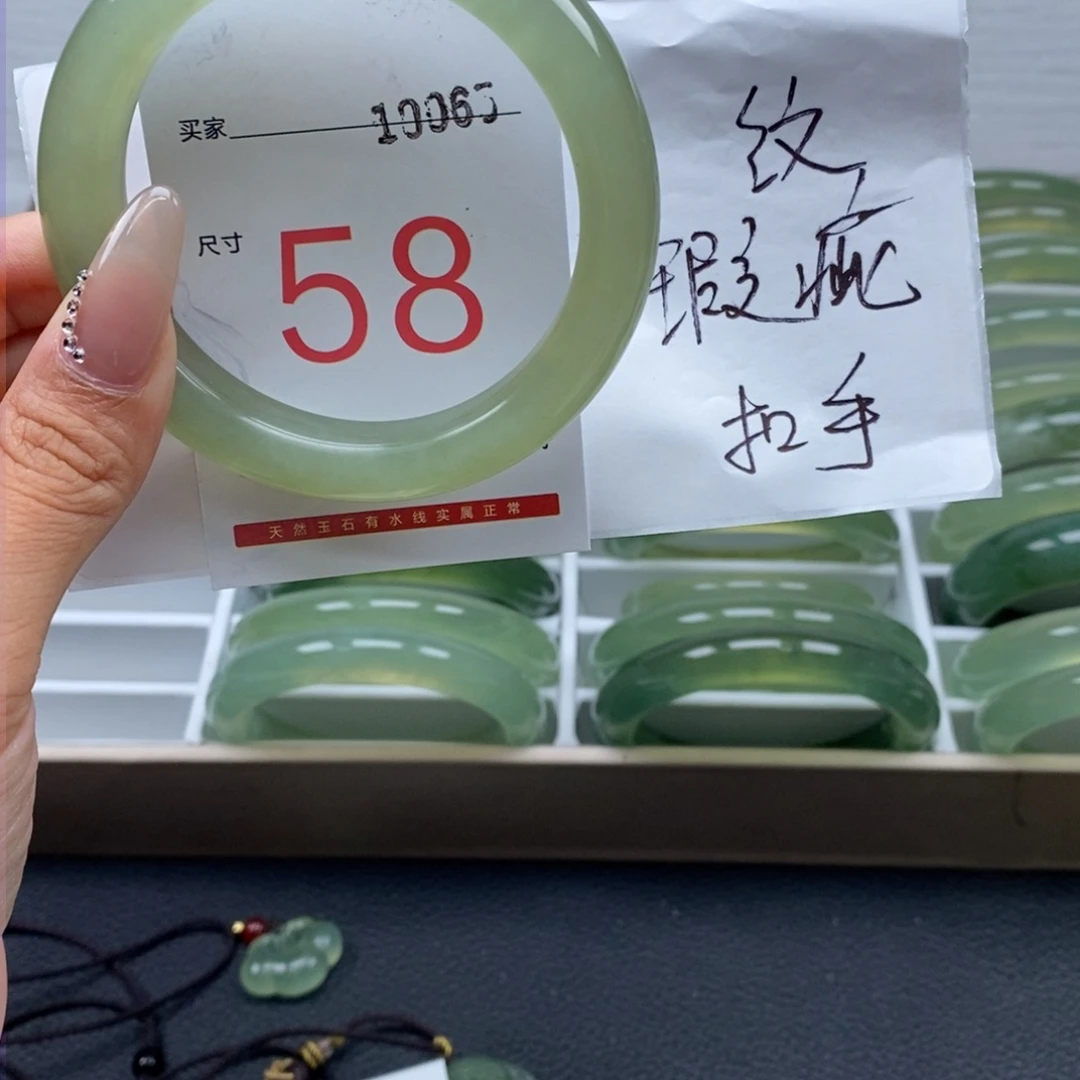 买家 10065
尺寸 58
天然玉石有水线实属正常
纹,
瑕疵
扣手